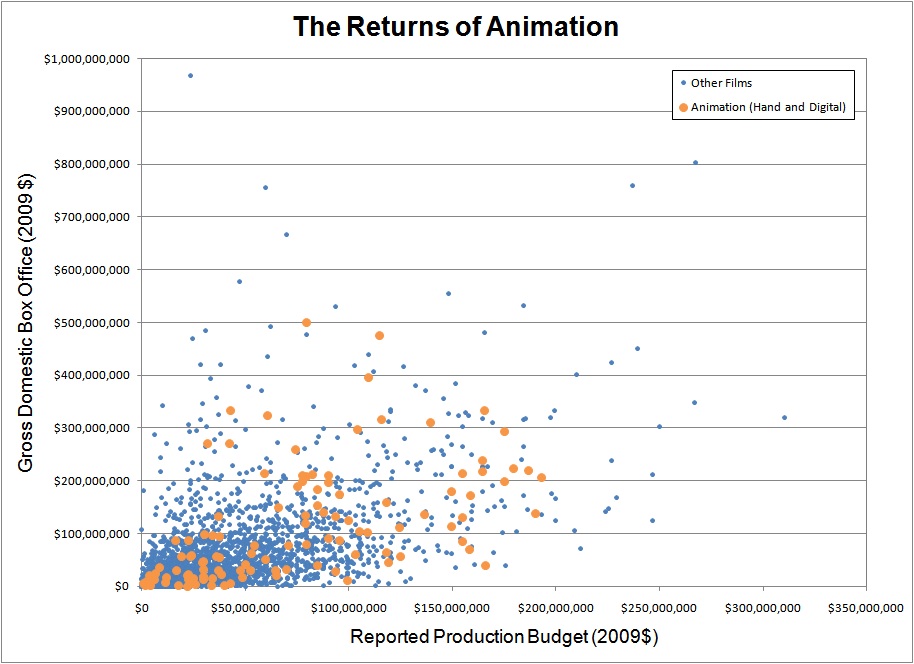 The Returns of Animation
$1,000,000,000
$900,000,000
$800,000,000
$700,000,000
$600,000,000
$500,000,000
$400,000,000
$300,000,000
$200,000,000
$100,000,000
$0
Gross Domestic Box Office (2009 $)
Other Films
Animation (Hand and Digital)
$0 $50,000,000 $100,000,000 $150,000,000 $200,000,000 $250,000,000 $300,000,000 $350,000,000
Reported Production Budget (2009$)